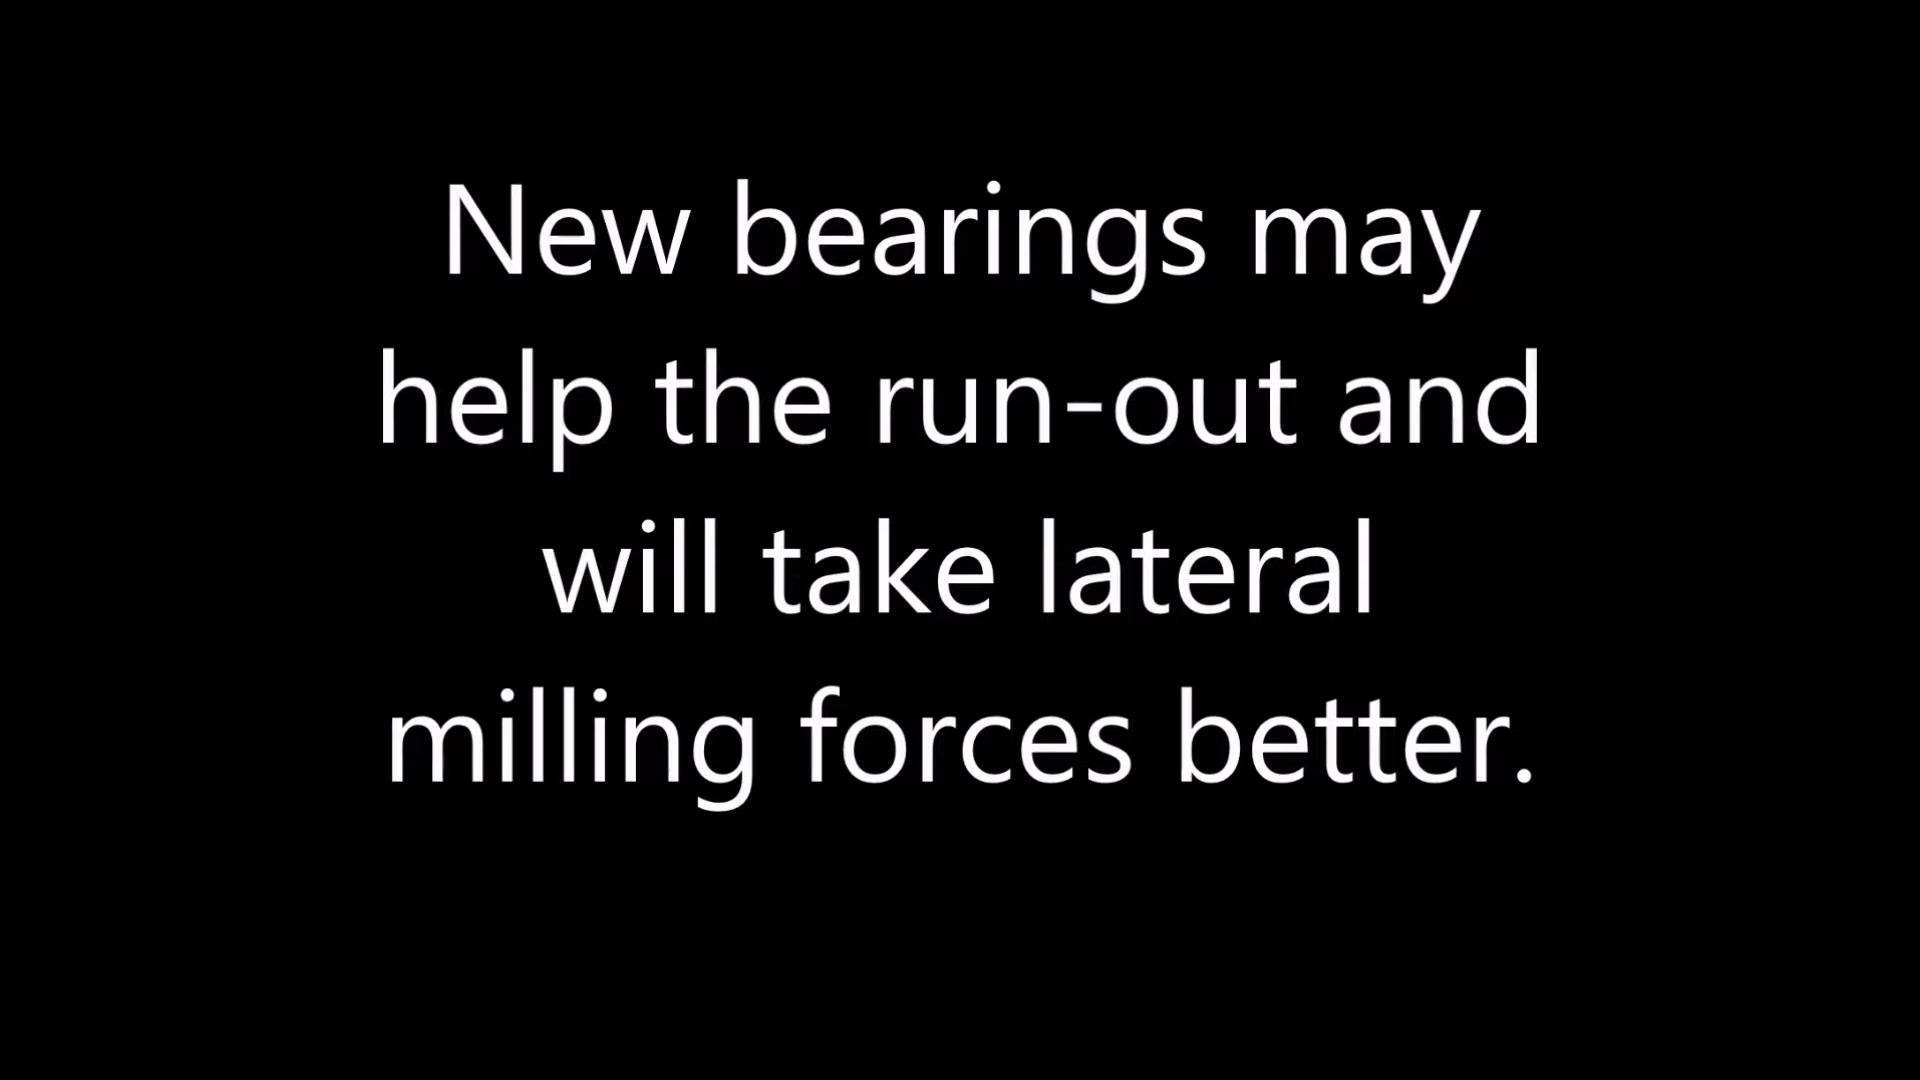 New bearings may
help the run-out and
will take lateral
milling forces better.